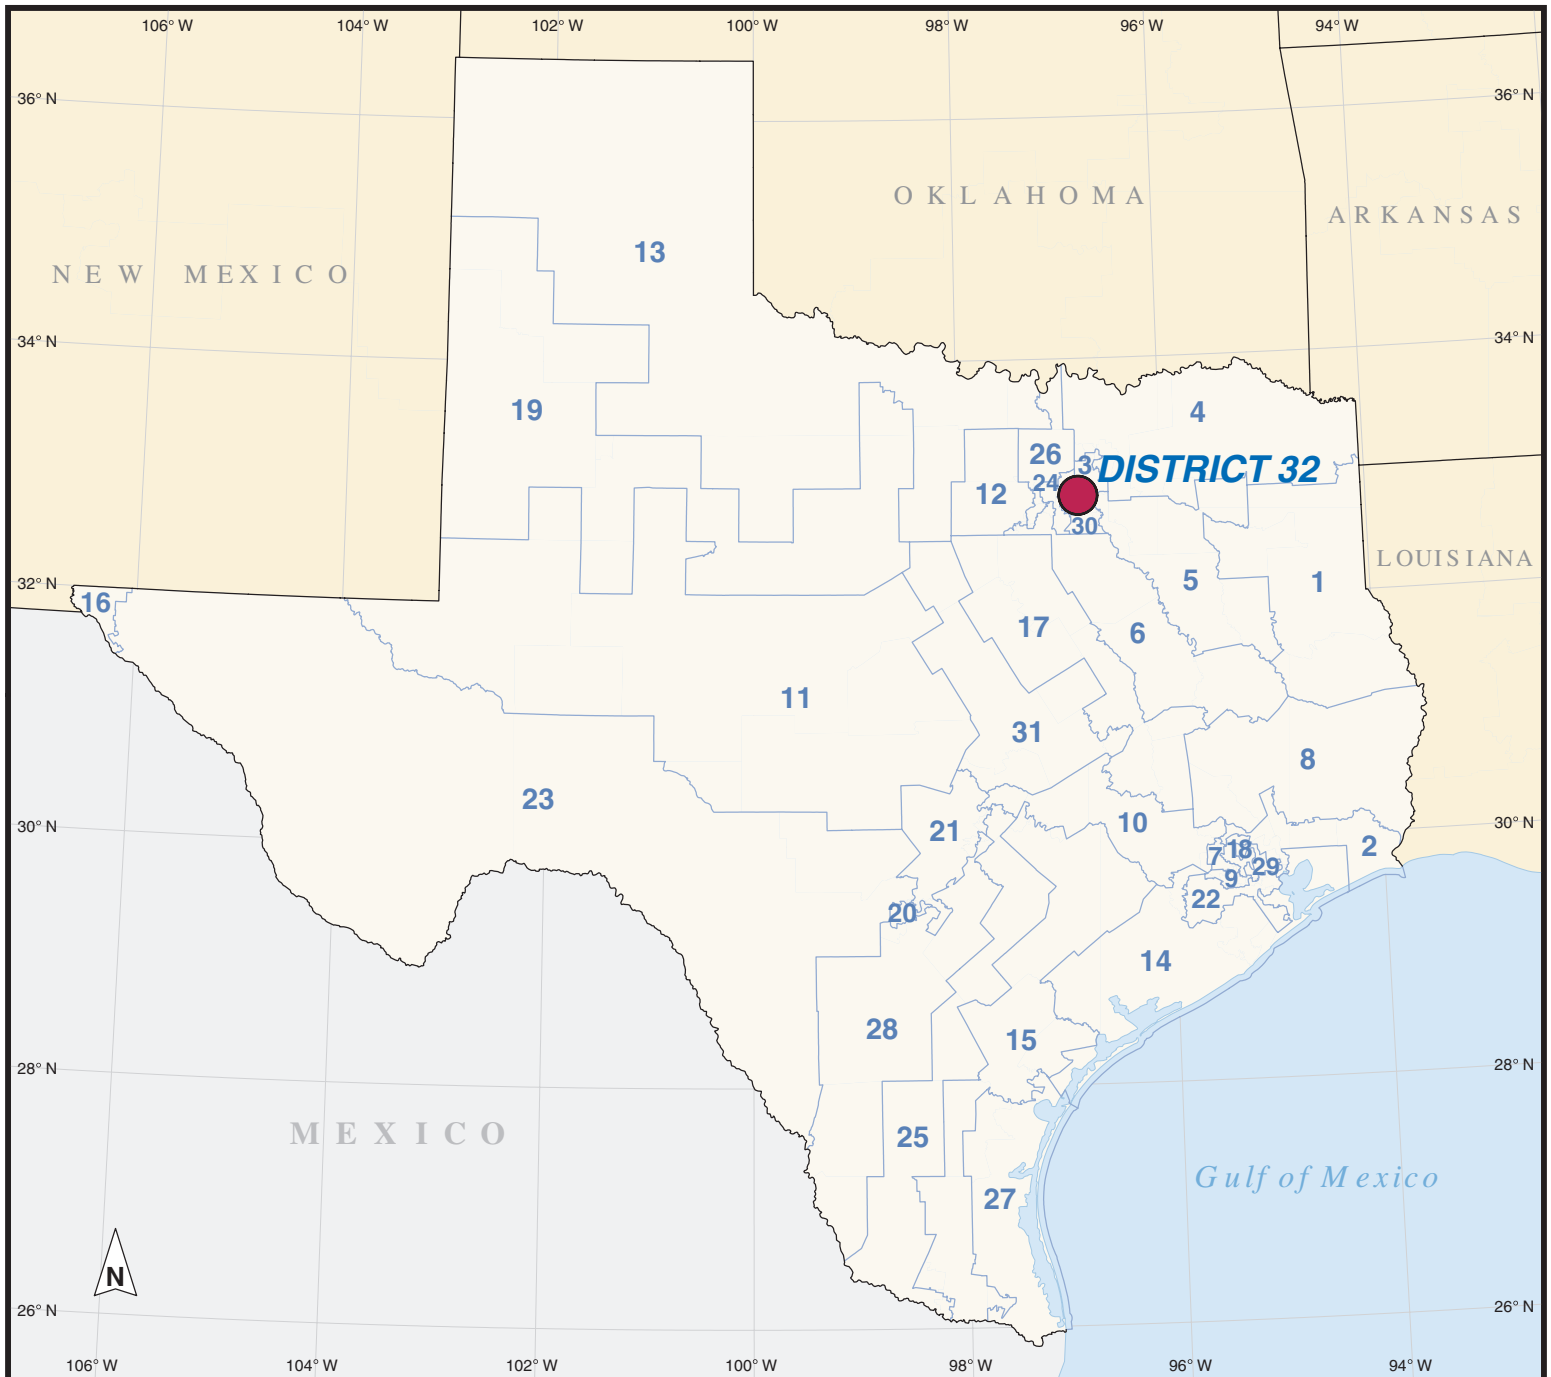 106° W 104° W 102° W 100° W 98° W 96° W 94° W
36° N 36° N
OKLAHOMA
ARKANSAS
13
NEW MEXICO
34° N 34° N
19
4
26 3
DISTRICT 32
24
12
30
LOUISIANA
32° N
5 1
16
17 6
11
31
8
23
30° N 30° N
21 10
2
7 18
29
9
22
20
14
28 15
28° N 28° N
MEXICO
25
Gulf of Mexico
27
N
26° N 26° N
106° W 104° W 102° W 100° W 98° W 96° W 94° W